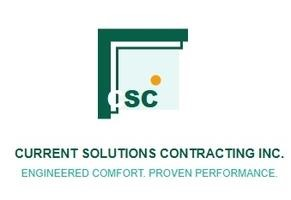 csc
CURRENT SOLUTIONS CONTRACTING INC.
ENGINEERED COMFORT. PROVEN PERFORMANCE.